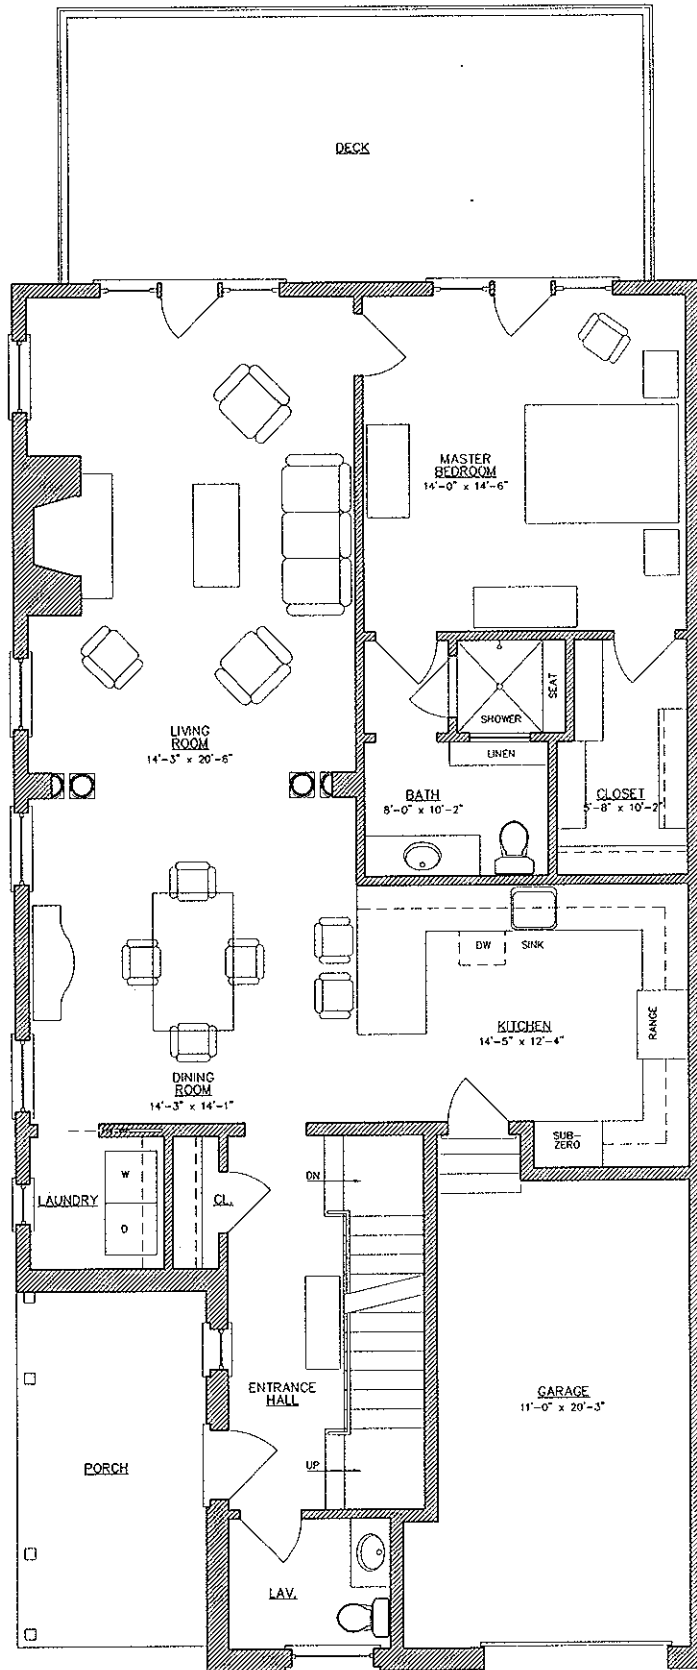 DECK
MASTER
BEDROOM
14'-0" x 14'-6"
LIVING
ROOM
14'-3" x 20'-6"
SHOWER
SEAT
LINEN
BATH
8'-0" x 10'-2"
CLOSET
5'-8" x 10'-2"
DW
SINK
KITCHEN
14'-5" x 12'-4"
RANGE
DINING
ROOM
14'-3" x 14'-1"
SUB-
ZERO
LAUNDRY
W
D
CL.
DN
ENTRANCE
HALL
GARAGE
11'-0" x 20'-3"
PORCH
UP
LAV.